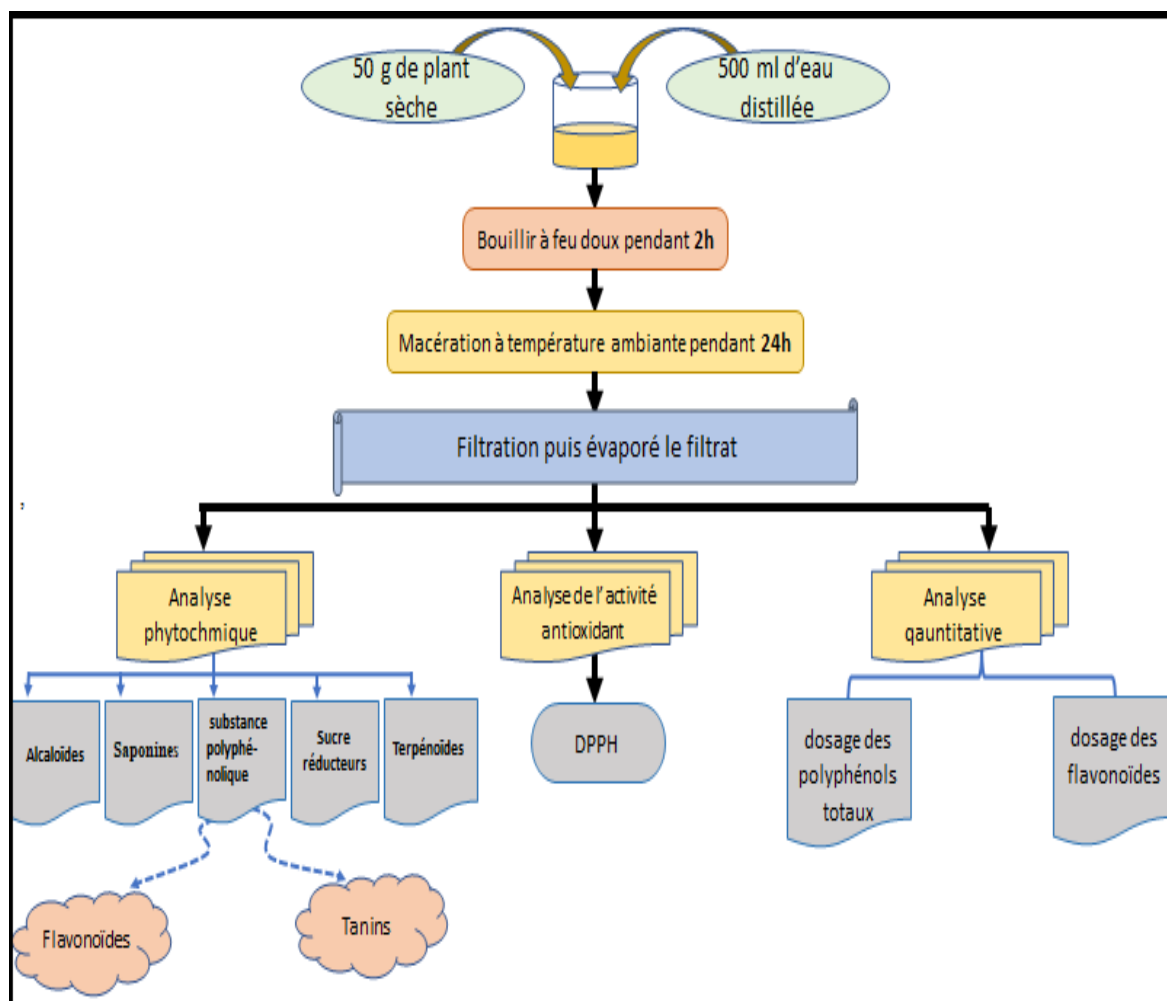 50 g de plant
sèche
500 ml d'eau
distillée
Bouillir à feu doux pendant 2h
Macération à température ambiante pendant 24h
Filtration puis évaporé le filtrat
,
Analyse
phytochmique
Analyse de l'activité
antioxidant
Analyse
qauntitative
Alcaloïdes
Saponines
substance
polyphé-
nolique
Sucre
réducteurs
Terpénoïdes
DPPH
dosage des
polyphénols
totaux
dosage des
flavonoïdes
Flavonoïdes
Tanins